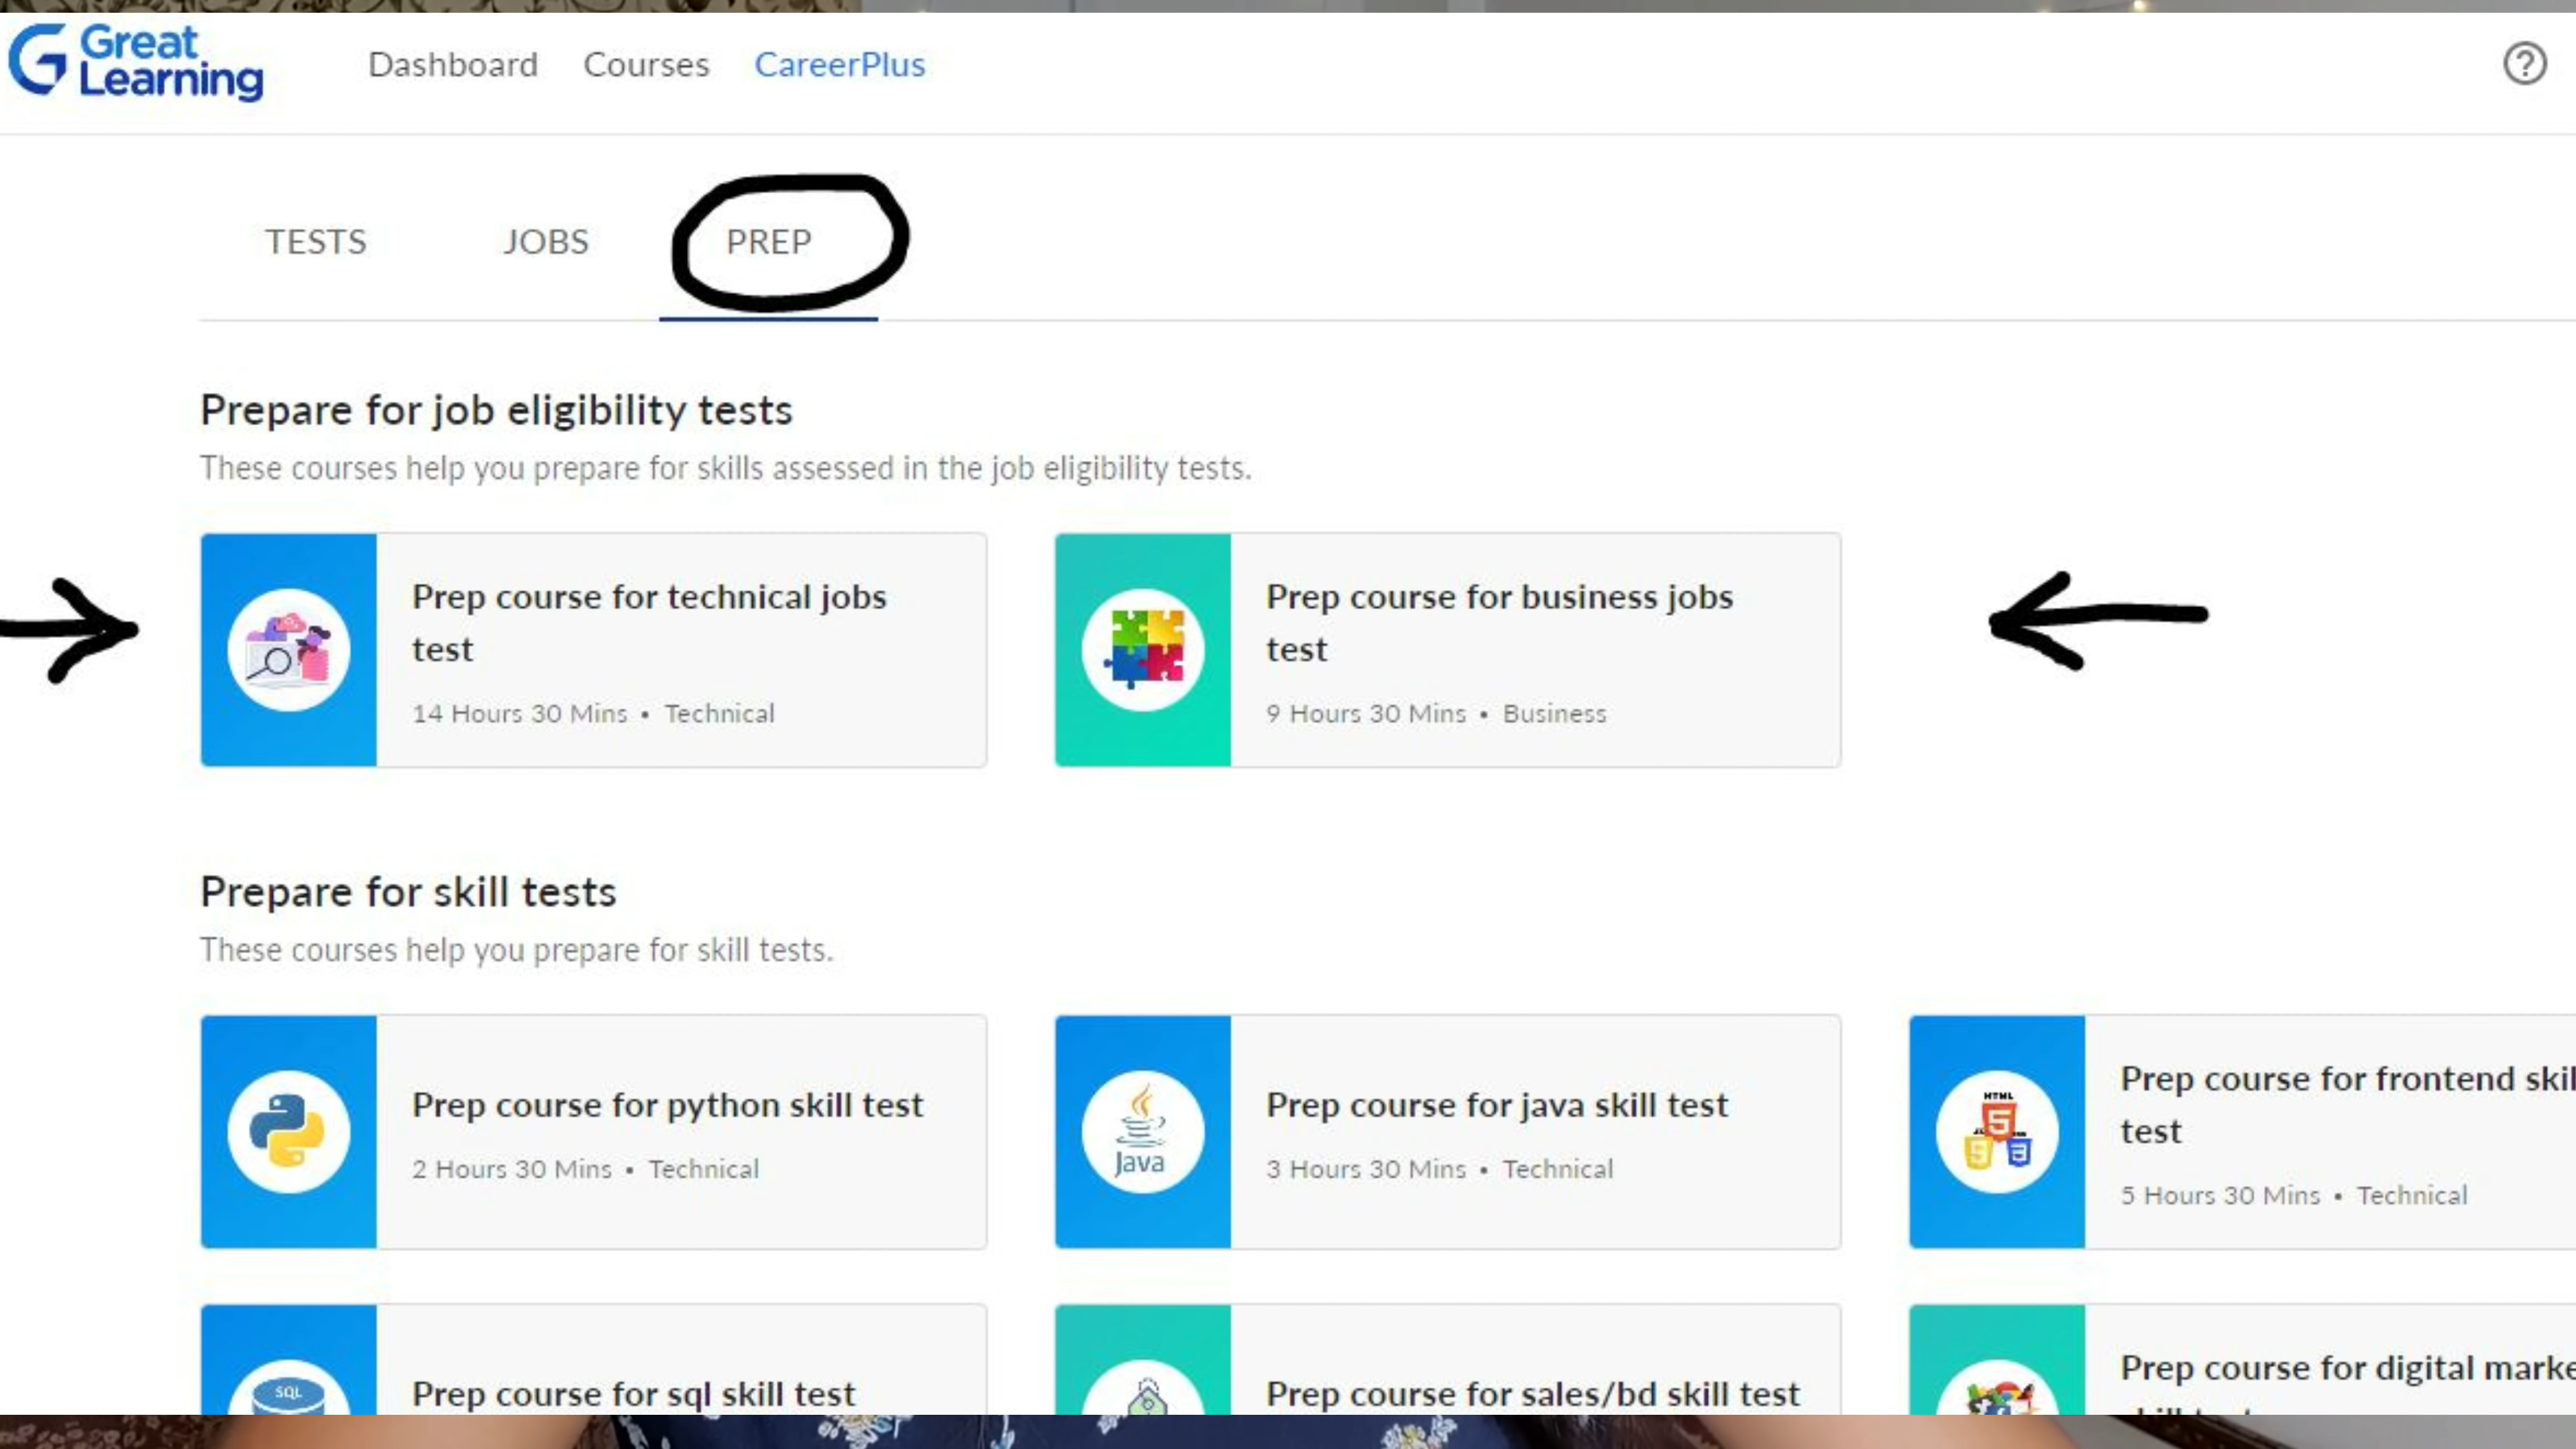 Great
Learning
Dashboard Courses CareerPlus
?
TESTS JOBS PREP
Prepare for job eligibility tests
These courses help you prepare for skills assessed in the job eligibility tests.
Prep course for technical jobs
test
14 Hours 30 Mins • Technical
Prep course for business jobs
test
9 Hours 30 Mins • Business
Prepare for skill tests
These courses help you prepare for skill tests.
Prep course for python skill test
2 Hours 30 Mins • Technical
Java
Prep course for java skill test
3 Hours 30 Mins • Technical
HTML
5
3
Prep course for frontend skil
test
5 Hours 30 Mins • Technical
SQL
Prep course for sql skill test
Prep course for sales/bd skill test
Prep course for digital marke